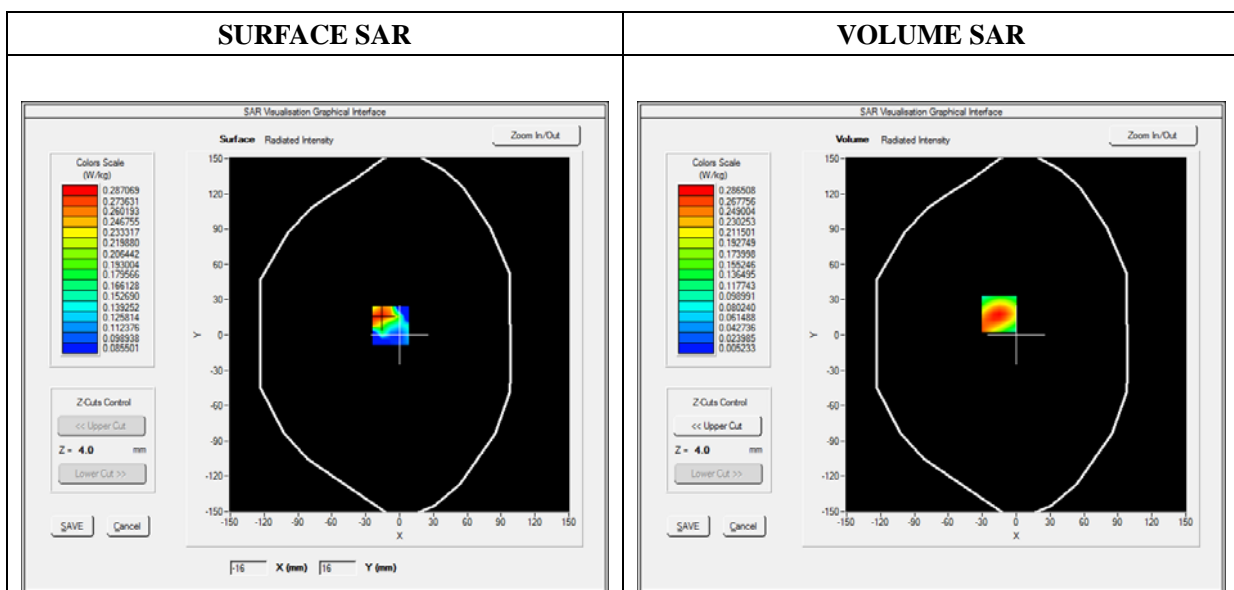 SURFACE SAR
SAR Visualisation Graphical Interface
Surface Radiated Intensity
Zoom In/Out
Colors Scale
(W/kg)
0.287069
0.273631
0.260193
0.246755
0.233317
0.219880
0.206442
0.193004
0.179566
0.166128
0.152690
0.139252
0.125814
0.112376
0.098938
0.085501
Z-Cuts Control
<< Upper Cut
Z = 4.0 mm
Lower Cut >>
SAVE Cancel
150
120
90
60
30
0
-30
-60
-90
-120
-150
Y
-150 -120 -90 -60 -30 0 30 60 90 120 150
X
-16 X (mm) 16 Y (mm)
VOLUME SAR
SAR Visualisation Graphical Interface
Volume Radiated Intensity
Zoom In/Out
Colors Scale
(W/kg)
0.286508
0.267756
0.249004
0.230253
0.211501
0.192749
0.173998
0.155246
0.136495
0.117743
0.098991
0.080240
0.061488
0.042736
0.023985
0.005233
Z-Cuts Control
<< Upper Cut
Z = 4.0 mm
Lower Cut >>
SAVE Cancel
150
120
90
60
30
0
-30
-60
-90
-120
-150
Y
-150 -120 -90 -60 -30 0 30 60 90 120 150
X